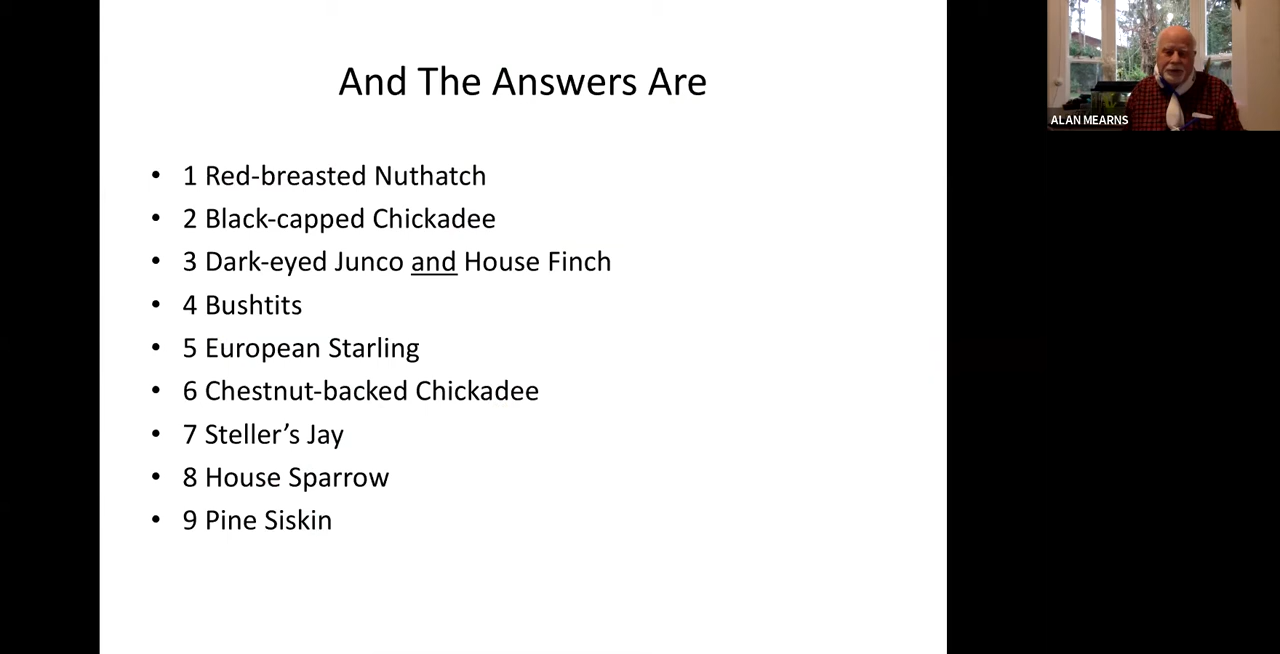 And The Answers Are
• 1 Red-breasted Nuthatch
• 2 Black-capped Chickadee
• 3 Dark-eyed Junco and House Finch
• 4 Bushtits
• 5 European Starling
• 6 Chestnut-backed Chickadee
• 7 Steller’s Jay
• 8 House Sparrow
• 9 Pine Siskin
ALAN MEARNS